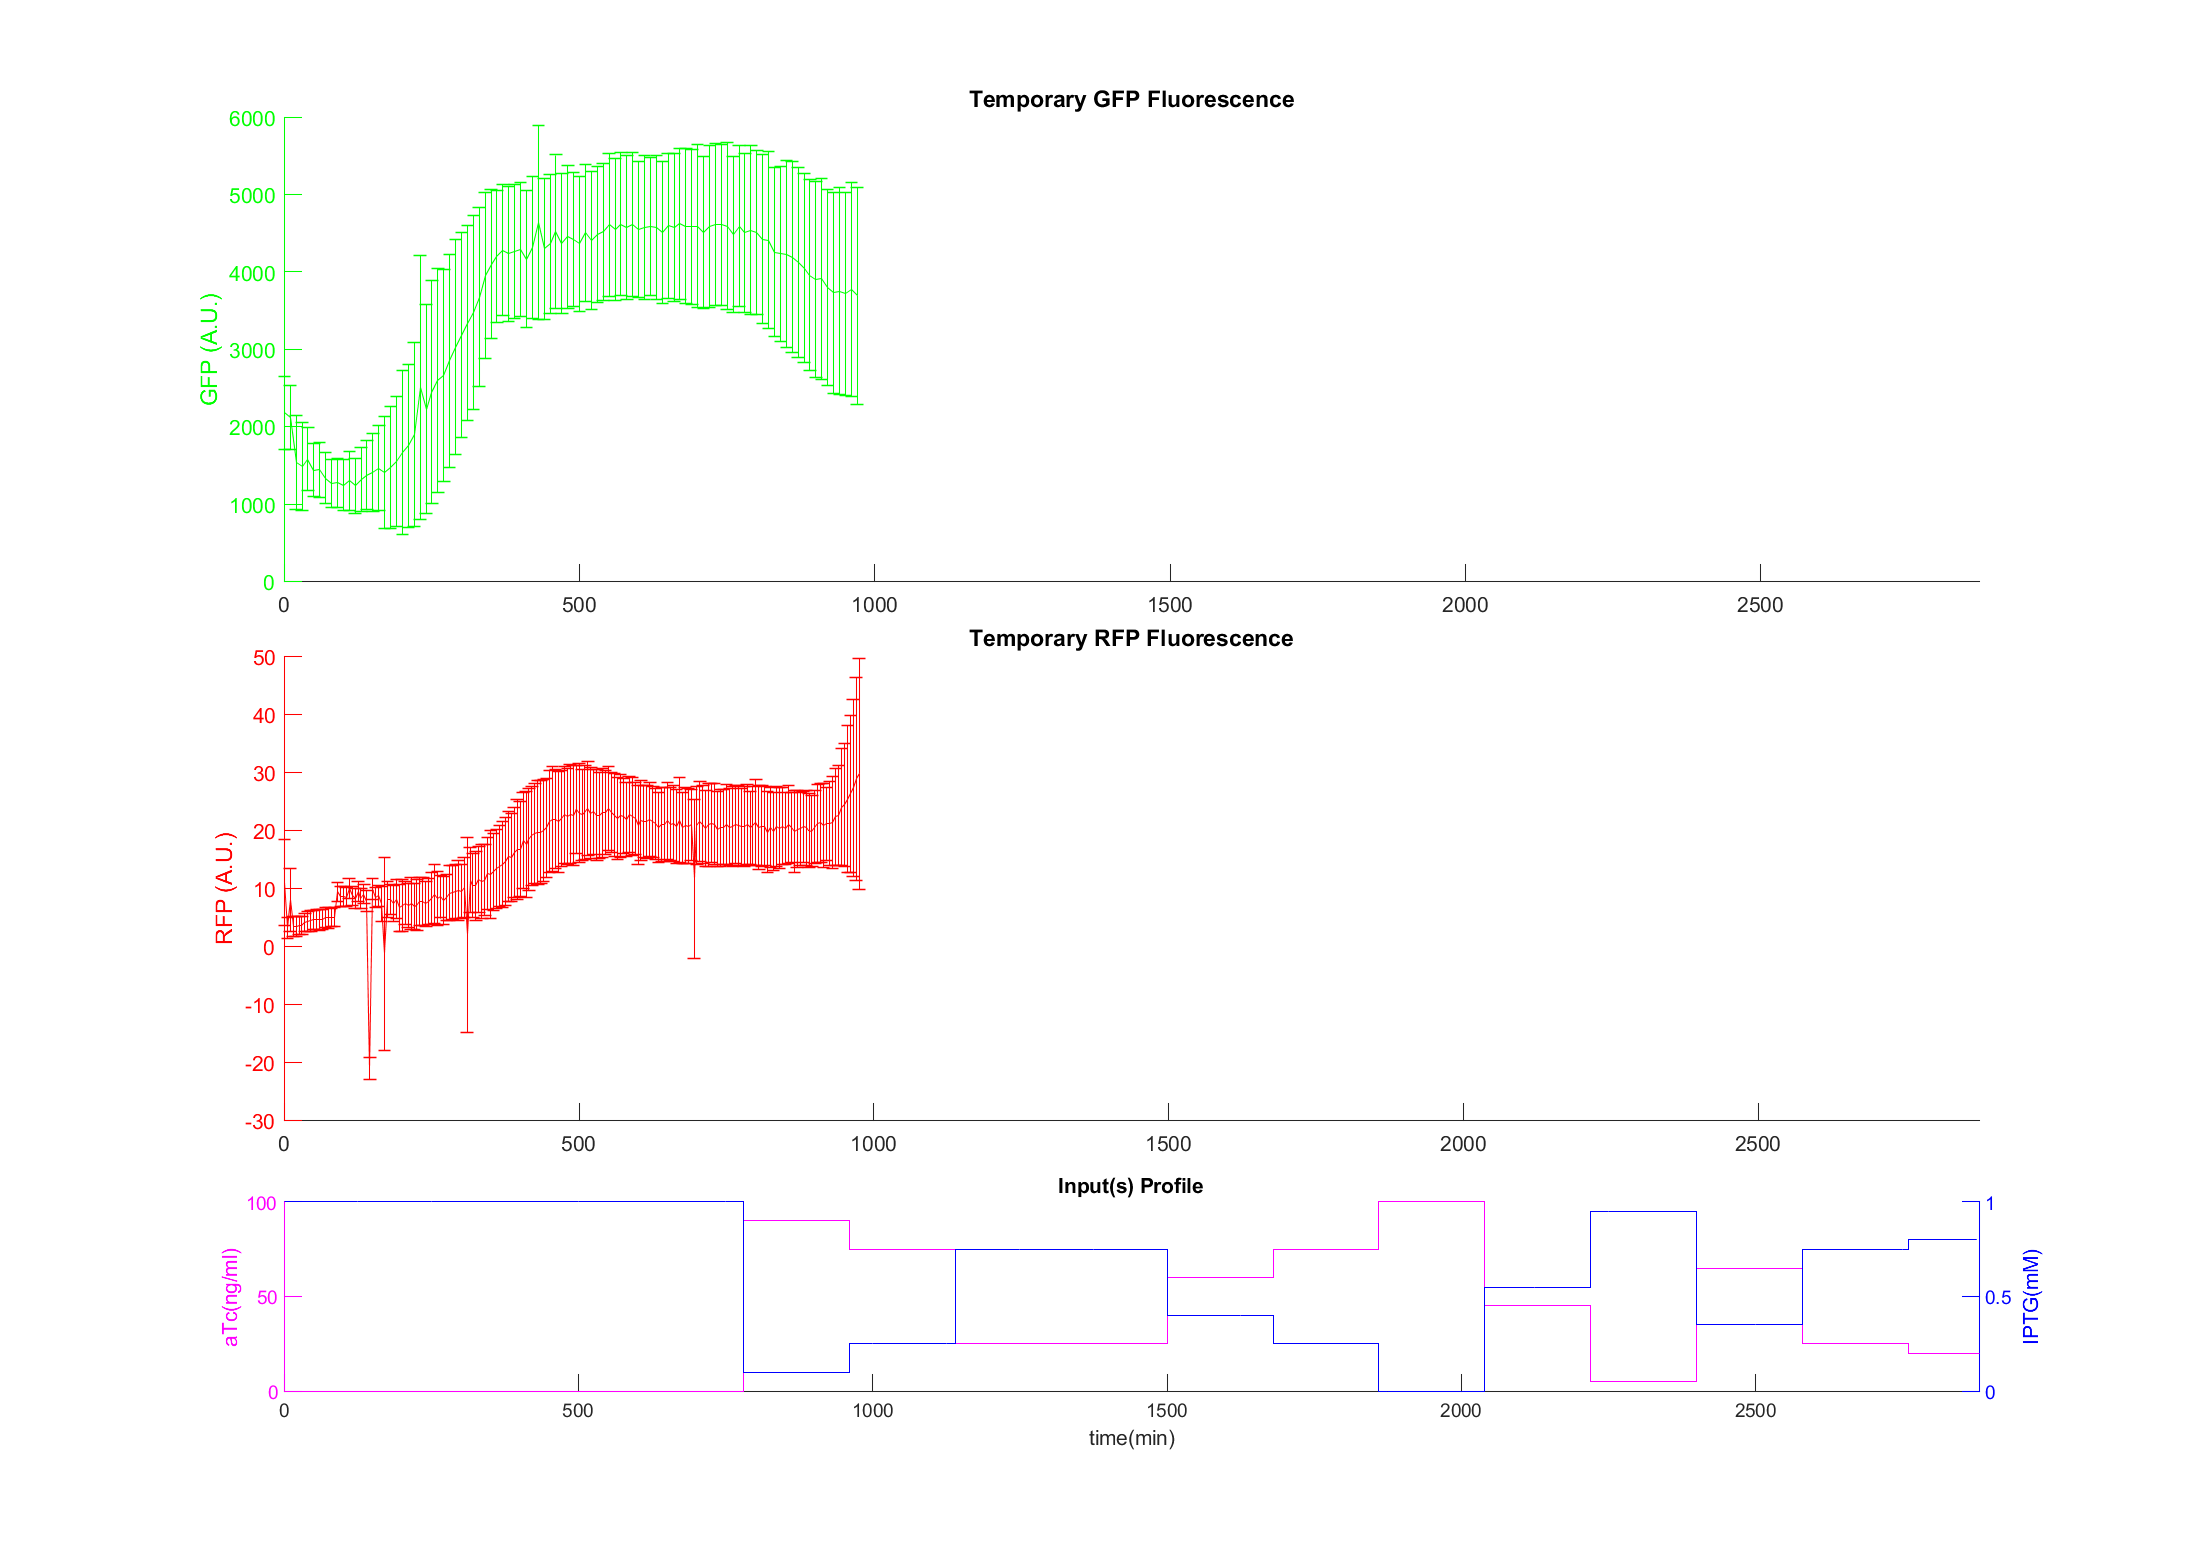 Temporary GFP Fluorescence
6000
5000
4000
3000
2000
1000
0
GFP (A.U.)
0 500 1000 1500 2000 2500
Temporary RFP Fluorescence
50
40
30
20
10
0
-10
-20
-30
RFP (A.U.)
0 500 1000 1500 2000 2500
Input(s) Profile
100
50
0
aTc(ng/ml)
1
0.5
0
IPTG(mM)
0 500 1000 1500 2000 2500
time(min)